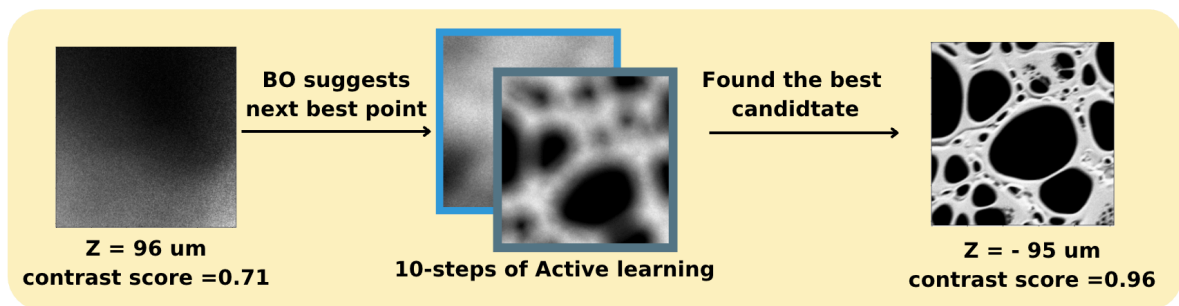 BO suggests
next best point
Found the best
candidtate
Z = 96 um
contrast score =0.71
10-steps of Active learning
Z = - 95 um
contrast score =0.96